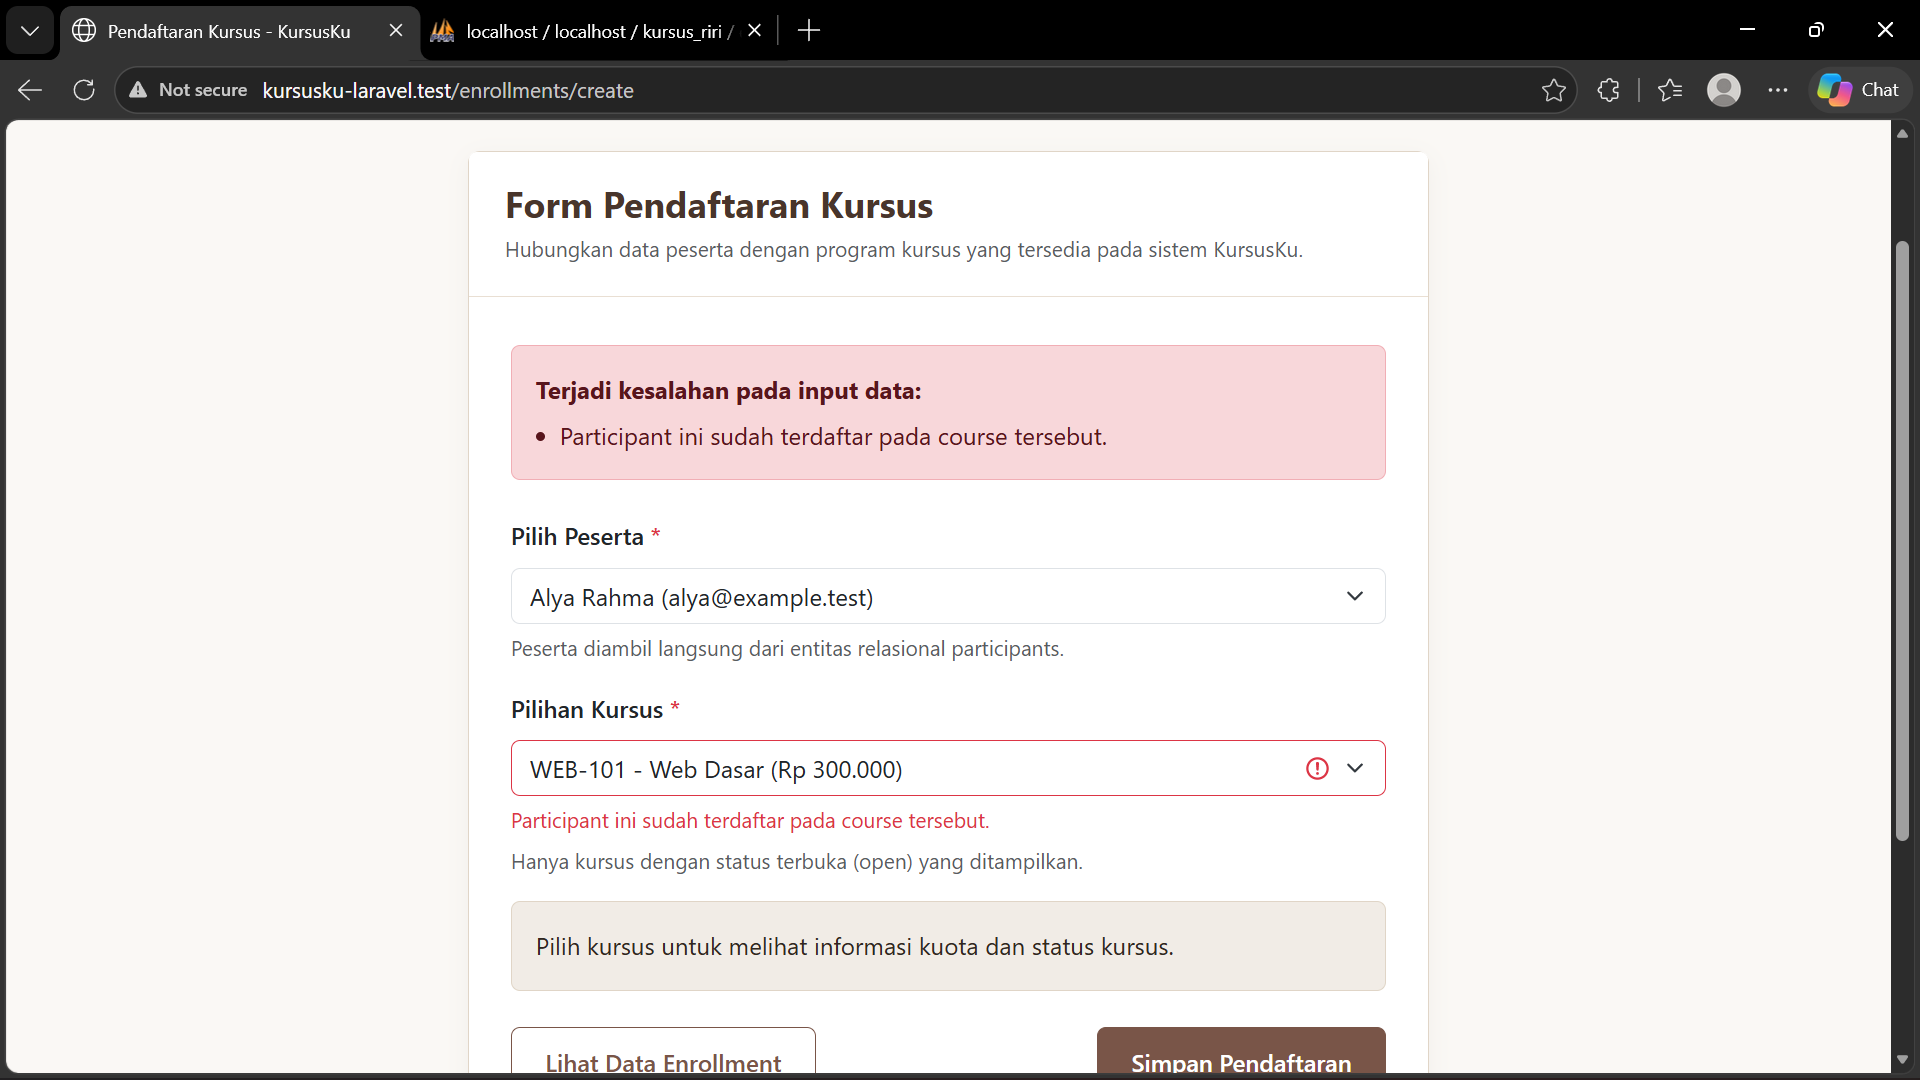 Pendaftaran Kursus - KursusKu
localhost / localhost / kursus_riri /
Not secure kursusku-laravel.test/enrollments/create
Chat
Form Pendaftaran Kursus
Hubungkan data peserta dengan program kursus yang tersedia pada sistem KursusKu.
Terjadi kesalahan pada input data:
• Participant ini sudah terdaftar pada course tersebut.
Pilih Peserta *
Alya Rahma (alya@example.test)
Peserta diambil langsung dari entitas relasional participants.
Pilihan Kursus *
WEB-101 - Web Dasar (Rp 300.000)
Participant ini sudah terdaftar pada course tersebut.
Hanya kursus dengan status terbuka (open) yang ditampilkan.
Pilih kursus untuk melihat informasi kuota dan status kursus.
Lihat Data Enrollment
Simpan Pendaftaran